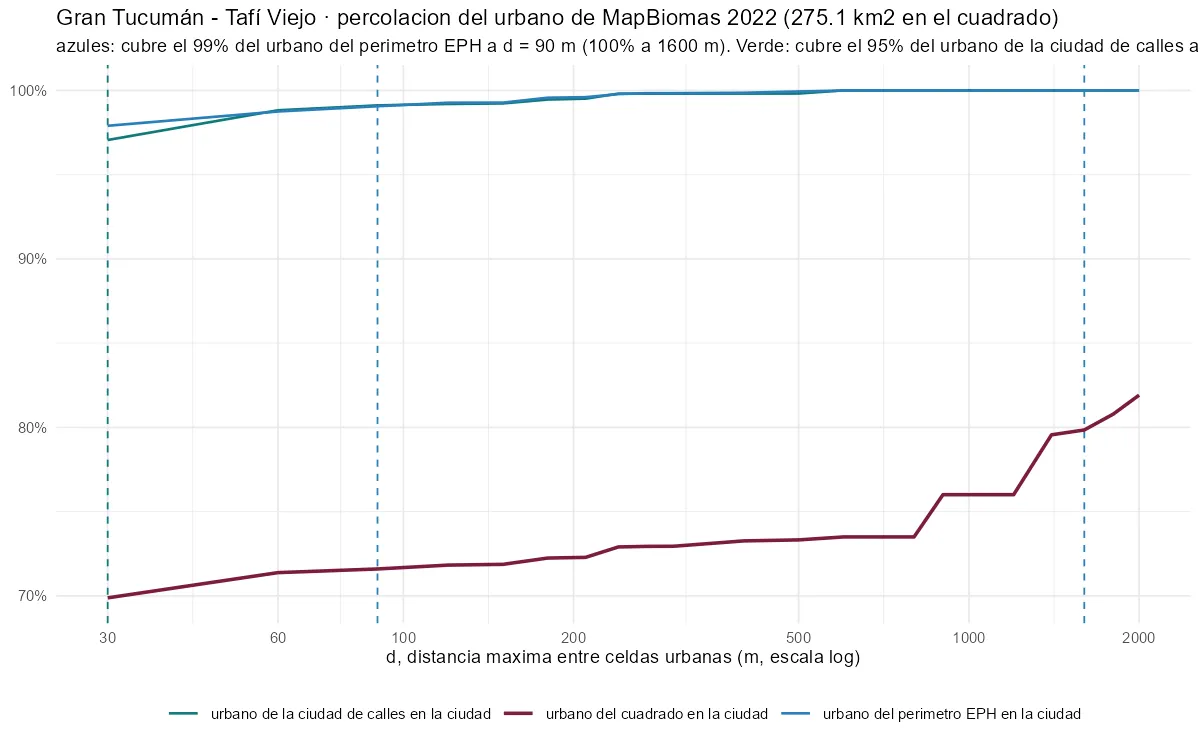 Gran Tucumán - Tafí Viejo · percolacion del urbano de MapBiomas 2022 (275.1 km2 en el cuadrado)
azules: cubre el 99% del urbano del perimetro EPH a d = 90 m (100% a 1600 m). Verde: cubre el 95% del urbano de la ciudad de calles a
100%
90%
80%
70%
30 60 100 200 500 1000 2000
d, distancia maxima entre celdas urbanas (m, escala log)
urbano de la ciudad de calles en la ciudad urbano del cuadrado en la ciudad urbano del perimetro EPH en la ciudad